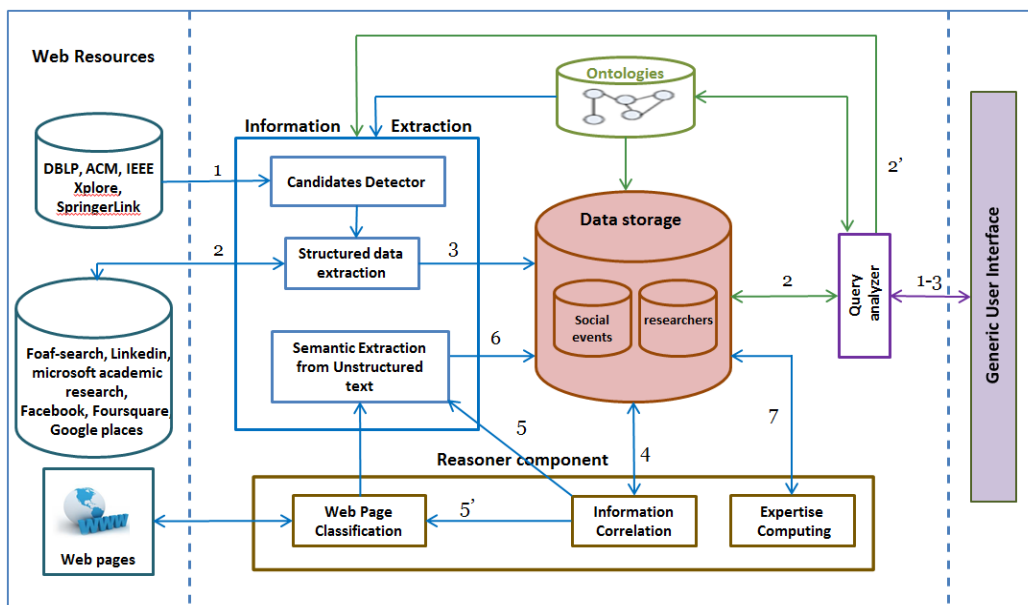 Web Resources
DBLP, ACM, IEEE
Xplore,
SpringerLink
Foaf-search, Linkedin,
microsoft academic
research,
Facebook, Foursquare,
Google places
WWW
Web pages
Information Extraction
1
Candidates Detector
2
Structured data
extraction
3
Semantic Extraction
from Unstructured
text
6
Ontologies
Data storage
Social
events
researchers
2'
2
Query
analyzer
1-3
Generic User Interface
5
4
7
Reasoner component
Web Page
Classification
5'
Information
Correlation
Expertise
Computing